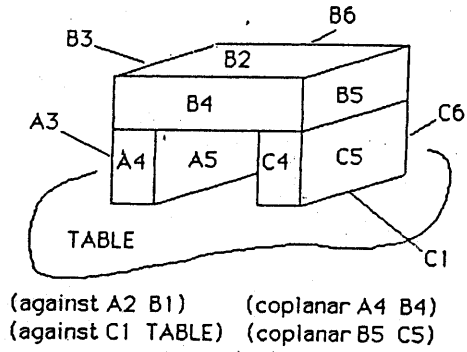 B6
B3
B2
B4 B5
A3 C6
A4 A5 C4 C5
TABLE
C1
(against A2 B1) (coplanar A4 B4)
(against C1 TABLE) (coplanar B5 C5)